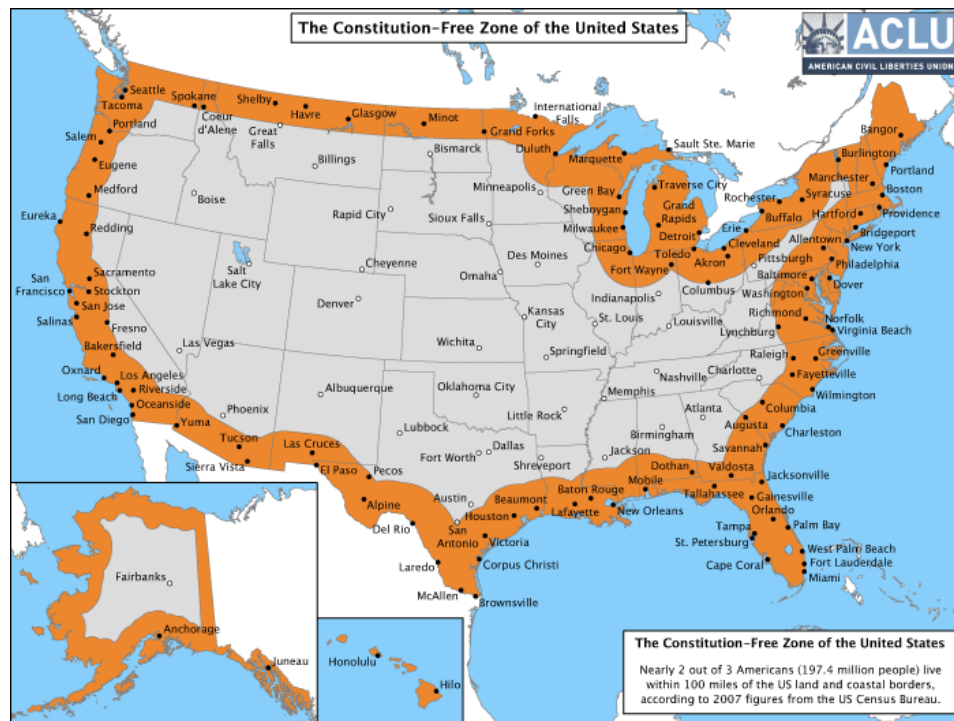 The Constitution-Free Zone of the United States
ACLU
AMERICAN CIVIL LIBERTIES UNION
Seattle
Tacoma
Spokane
Coeur
d'Alene
Shelby
Havre
Glasgow
Great
Falls
Minot
Grand Forks
International
Falls
Duluth
Sault Ste. Marie
Marquette
Portland
Salem
Eugene
Medford
Eureka
Redding
Boise
Billings
Bismarck
Rapid City
Sioux Falls
Minneapolis
Green Bay
Sheboygan
Milwaukee
Chicago
Traverse City
Grand
Rapids
Detroit
Toledo
Fort Wayne
Akron
Cleveland
Erie
Buffalo
Rochester
Syracuse
Bangor
Burlington
Portland
Manchester
Boston
Hartford
Providence
Bridgeport
New York
Allentown
Philadelphia
Pittsburgh
Baltimore
Dover
Washington
Richmond
Norfolk
Virginia Beach
Lynchburg
Raleigh
Greenville
Fayetteville
Wilmington
Charlotte
Columbia
Augusta
Charleston
Savannah
Sacramento
Stockton
San
Francisco
San Jose
Salinas
Fresno
Bakersfield
Oxnard
Los Angeles
Long Beach
Riverside
Oceanside
San Diego
Las Vegas
Salt
Lake City
Cheyenne
Denver
Omaha
Des Moines
Kansas
City
St. Louis
Indianapolis
Columbus
Louisville
Wichita
Springfield
Nashville
Memphis
Albuquerque
Oklahoma City
Little Rock
Atlanta
Birmingham
Phoenix
Yuma
Tucson
Sierra Vista
Las Cruces
El Paso
Pecos
Alpine
Del Rio
Lubbock
Fort Worth
Dallas
Shreveport
Jackson
Austin
San
Antonio
Houston
Beaumont
Victoria
Corpus Christi
Laredo
McAllen
Brownsville
Lafayette
Baton Rouge
New Orleans
Mobile
Dothan
Valdosta
Tallahassee
Jacksonville
Gainesville
Orlando
Palm Bay
Tampa
St. Petersburg
Cape Coral
West Palm Beach
Fort Lauderdale
Miami
Fairbanks
Anchorage
Juneau
Honolulu
Hilo
The Constitution-Free Zone of the United States
Nearly 2 out of 3 Americans (197.4 million people) live
within 100 miles of the US land and coastal borders,
according to 2007 figures from the US Census Bureau.